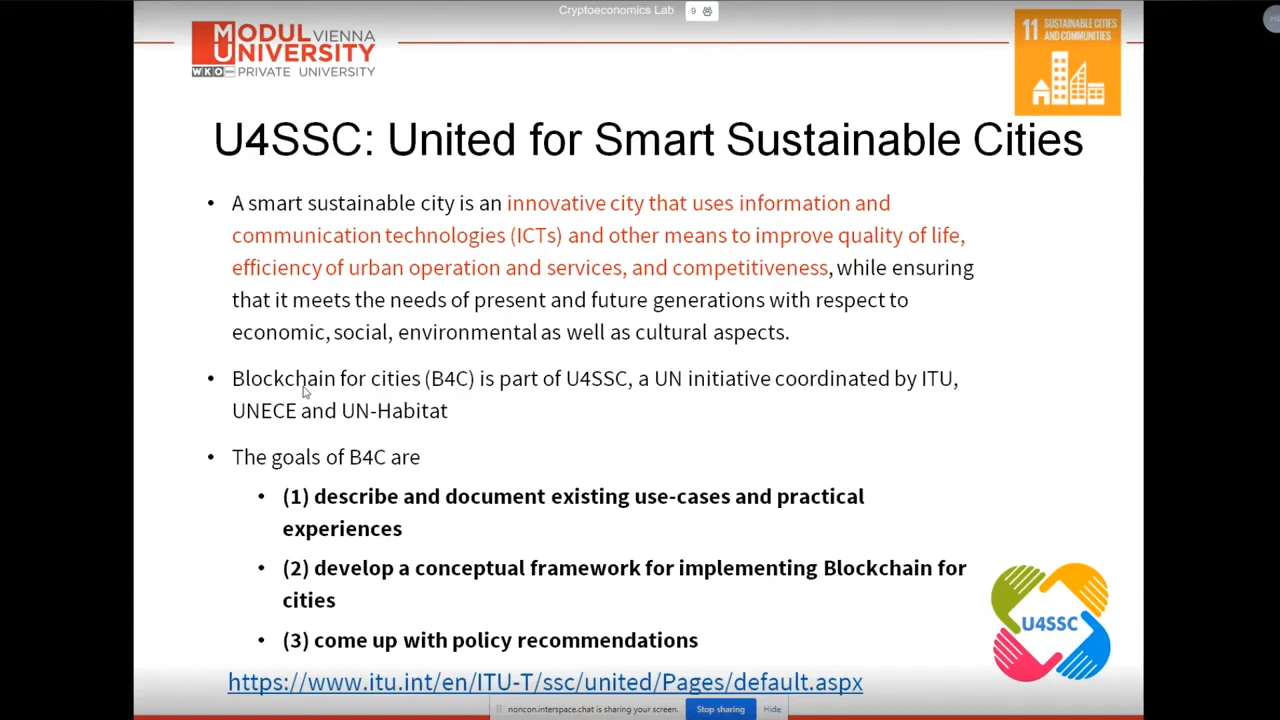 Cryptoeconomics Lab 9
MODUL VIENNA
UNIVERSITY
WKO PRIVATE UNIVERSITY
11 SUSTAINABLE CITIES
AND COMMUNITIES
U4SSC: United for Smart Sustainable Cities
• A smart sustainable city is an innovative city that uses information and
communication technologies (ICTs) and other means to improve quality of life,
efficiency of urban operation and services, and competitiveness, while ensuring
that it meets the needs of present and future generations with respect to
economic, social, environmental as well as cultural aspects.
• Blockchain for cities (B4C) is part of U4SSC, a UN initiative coordinated by ITU,
UNECE and UN-Habitat
• The goals of B4C are
• (1) describe and document existing use-cases and practical
experiences
• (2) develop a conceptual framework for implementing Blockchain for
cities
• (3) come up with policy recommendations
U4SSC
https://www.itu.int/en/ITU-T/ssc/united/Pages/default.aspx
noncon.interspace.chat is sharing your screen. Stop sharing Hide